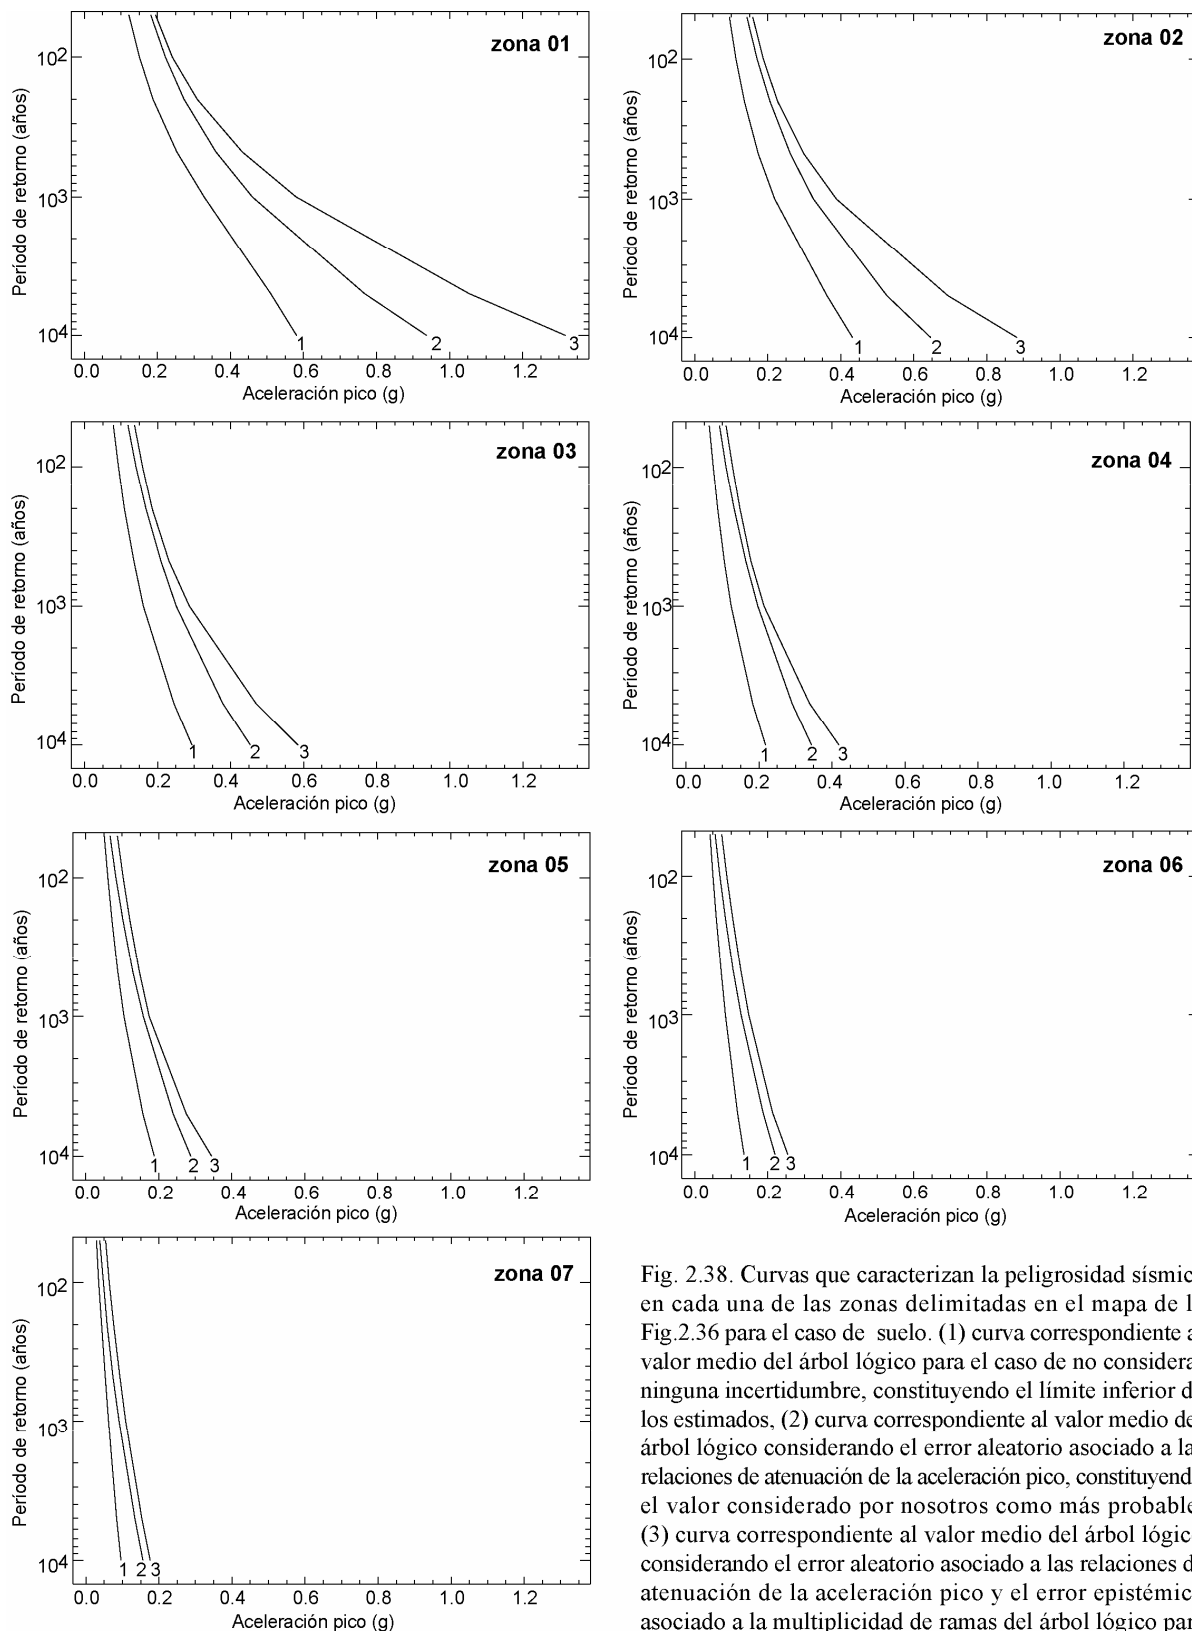 zona 01
Período de retorno (años)
10²
10³
10⁴
1
2
3
0.0 0.2 0.4 0.6 0.8 1.0 1.2
Aceleración pico (g)
zona 02
Período de retorno (años)
10²
10³
10⁴
1
2
3
0.0 0.2 0.4 0.6 0.8 1.0 1.2
Aceleración pico (g)
zona 03
Período de retorno (años)
10²
10³
10⁴
1
2
3
0.0 0.2 0.4 0.6 0.8 1.0 1.2
Aceleración pico (g)
zona 04
Período de retorno (años)
10²
10³
10⁴
1
2
3
0.0 0.2 0.4 0.6 0.8 1.0 1.2
Aceleración pico (g)
zona 05
Período de retorno (años)
10²
10³
10⁴
1
2
3
0.0 0.2 0.4 0.6 0.8 1.0 1.2
Aceleración pico (g)
zona 06
Período de retorno (años)
10²
10³
10⁴
1
2
3
0.0 0.2 0.4 0.6 0.8 1.0 1.2
Aceleración pico (g)
zona 07
Período de retorno (años)
10²
10³
10⁴
1
2
3
0.0 0.2 0.4 0.6 0.8 1.0 1.2
Aceleración pico (g)
Fig. 2.38. Curvas que caracterizan la peligrosidad sísmic
en cada una de las zonas delimitadas en el mapa de l
Fig.2.36 para el caso de suelo. (1) curva correspondiente a
valor medio del árbol lógico para el caso de no considera
ninguna incertidumbre, constituyendo el límite inferior d
los estimados, (2) curva correspondiente al valor medio de
árbol lógico considerando el error aleatorio asociado a la
relaciones de atenuación de la aceleración pico, constituyend
el valor considerado por nosotros como más probable
(3) curva correspondiente al valor medio del árbol lógic
considerando el error aleatorio asociado a las relaciones d
atenuación de la aceleración pico y el error epistémic
asociado a la multiplicidad de ramas del árbol lógico par